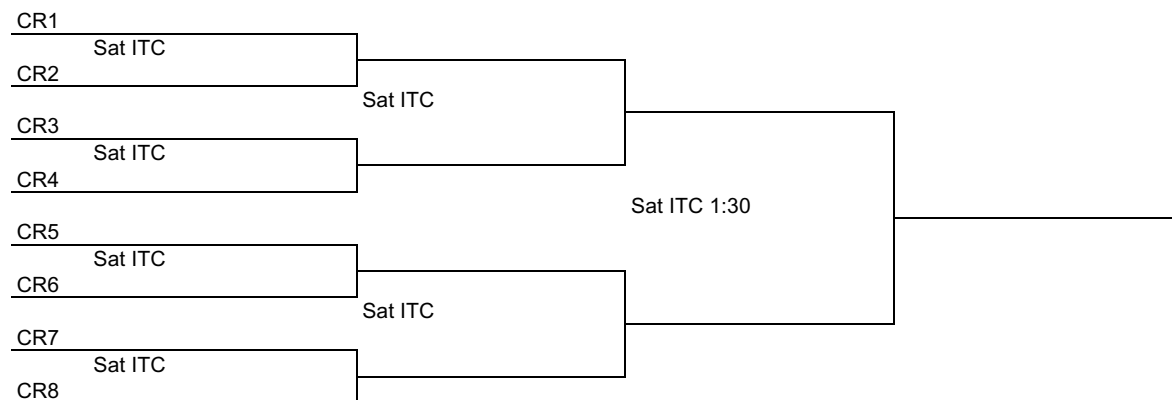 CR1
Sat ITC
CR2
Sat ITC
CR3
Sat ITC
CR4
Sat ITC 1:30
CR5
Sat ITC
CR6
Sat ITC
CR7
Sat ITC
CR8